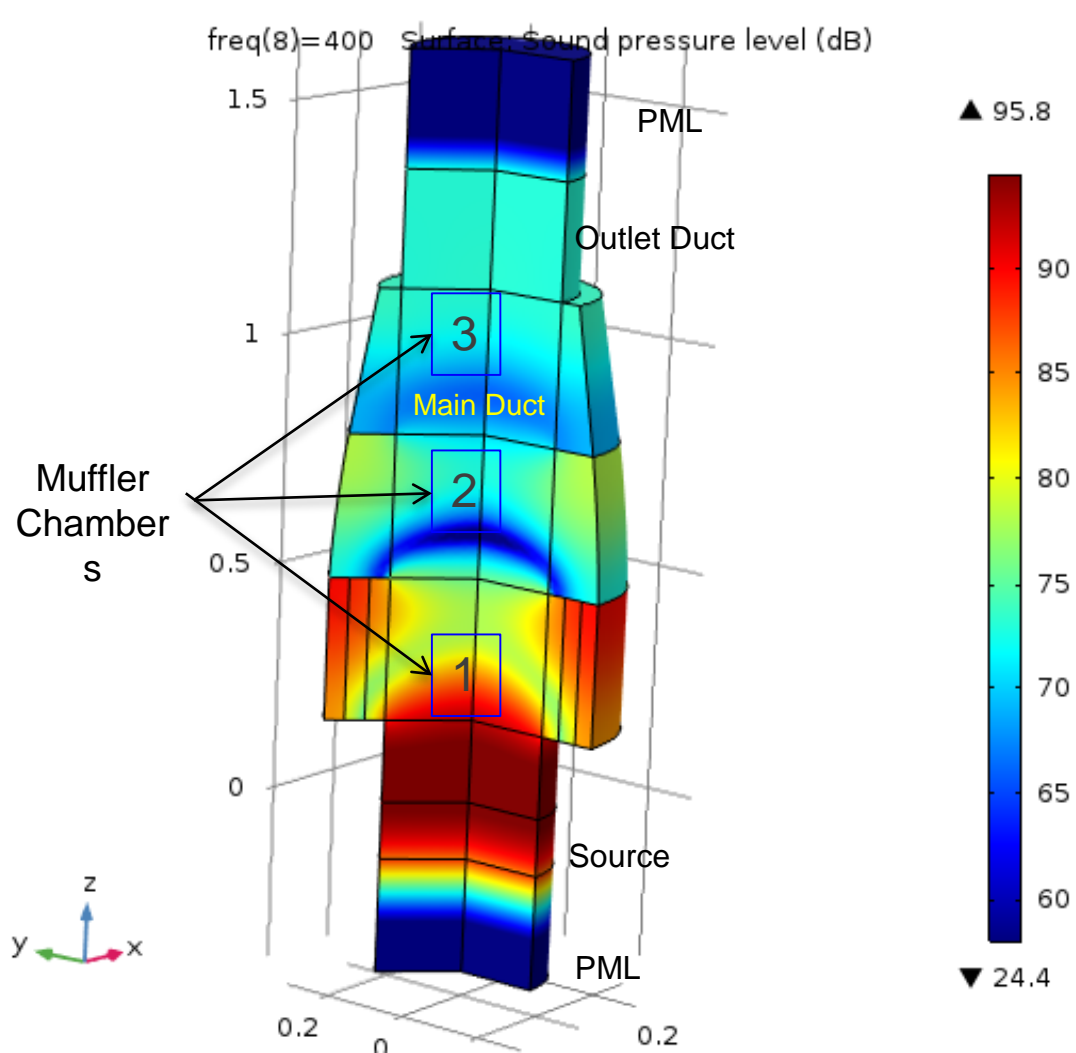 freq(8)=400 Surface: Sound pressure level (dB)
1.5
PML
▲ 95.8
Outlet Duct
90
1
3
85
Main Duct
Muffler
Chamber
s
2
80
0.5
75
1
70
0
65
Source
60
z
y
x
PML
▼ 24.4
0.2
0
0.2